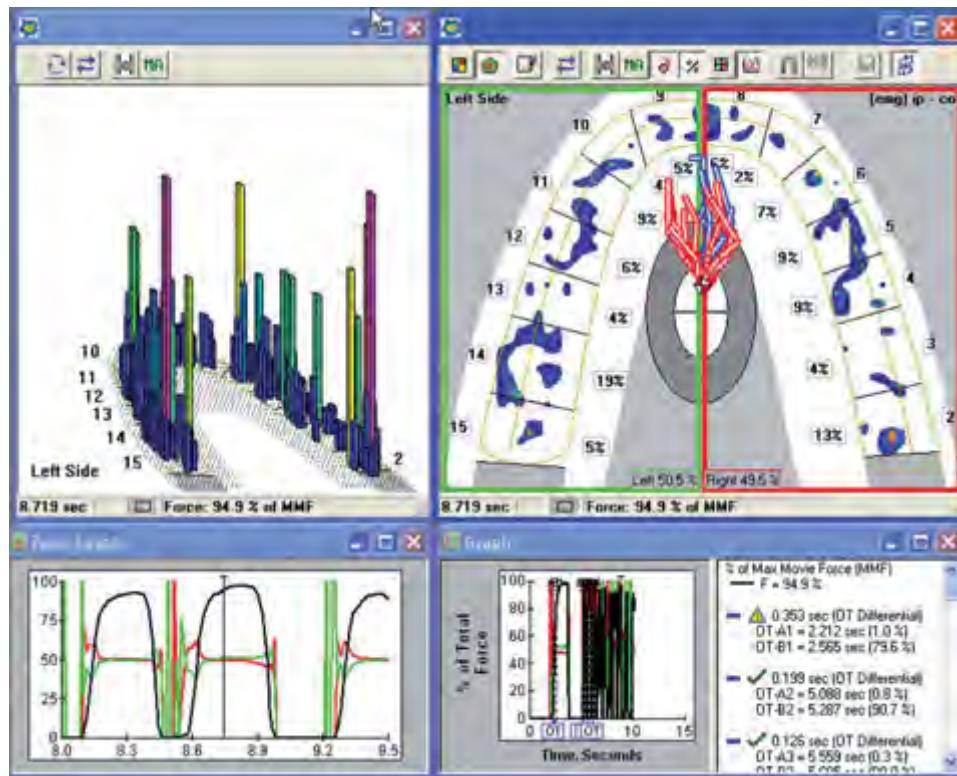 MA
10
11
12
13
14
15
2
Left Side
8.719 sec
Force: 94.9 % of MMF
MA
%
Left Side
[emg] ip - co
9
8
10
7
11
6
12
5
13
4
14
3
15
2
5%
2%
9%
7%
6%
9%
4%
9%
19%
4%
5%
13%
Left 50.5 %
Right 49.5 %
8.719 sec
Force: 94.9 % of MMF
100
75
50
25
0
8.0
8.3
8.6
8.9
9.2
9.5
Graph
% of Total Force
100
80
60
40
20
0
0
5
10
15
Time, Seconds
% of Max Movie Force (MMF)
F = 94.9 %
0.353 sec (OT Differential)
OT-A1 = 2.212 sec (1.0 %)
OT-B1 = 2.565 sec (79.6 %)
0.199 sec (OT Differential)
OT-A2 = 5.088 sec (0.8 %)
OT-B2 = 5.287 sec (90.7 %)
0.126 sec (OT Differential)
OT-A3 = 5.559 sec (0.3 %)